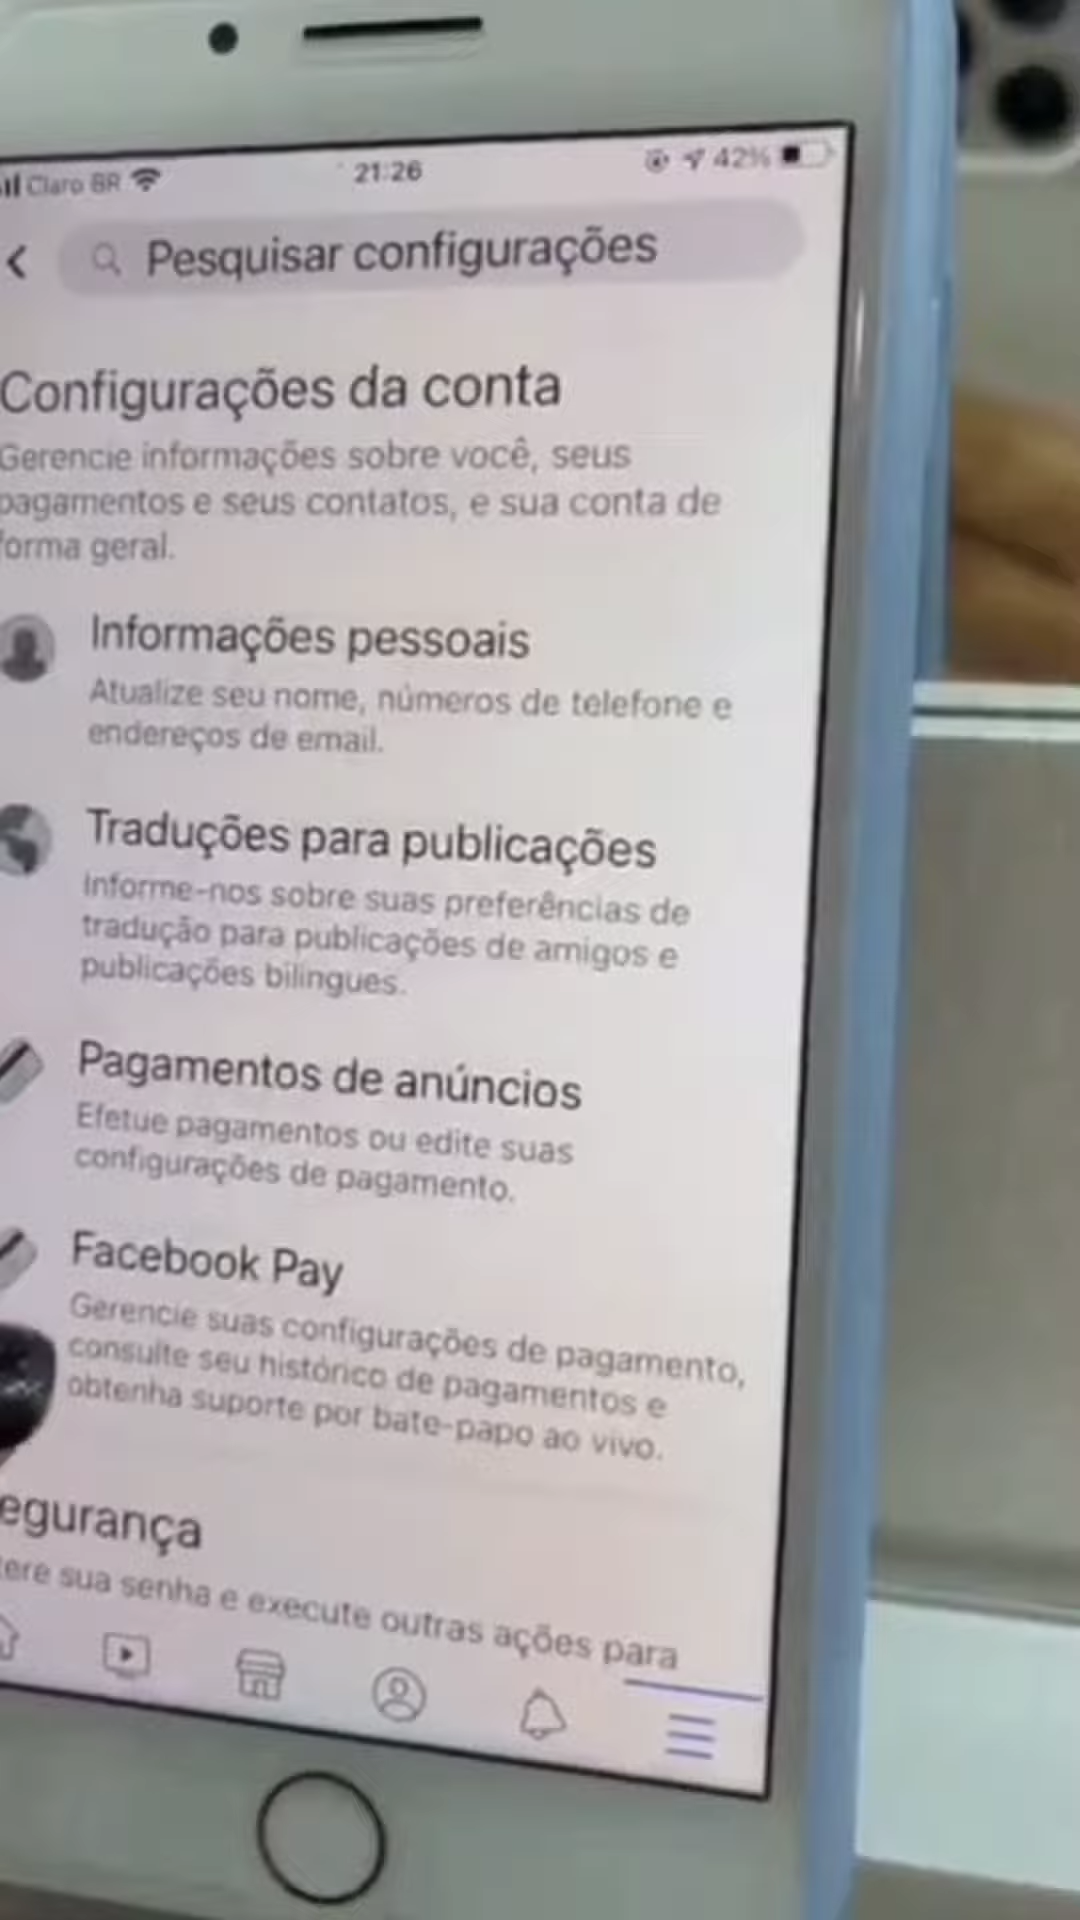 Claro BR 21:26 42%
Pesquisar configurações
Configurações da conta
Gerencie informações sobre você, seus
pagamentos e seus contatos, e sua conta de
forma geral.
Informações pessoais
Atualize seu nome, números de telefone e
endereços de email.
Traduções para publicações
Informe-nos sobre suas preferências de
tradução para publicações de amigos e
publicações bilíngues.
Pagamentos de anúncios
Efetue pagamentos ou edite suas
configurações de pagamento.
Facebook Pay
Gerencie suas configurações de pagamento,
consulte seu histórico de pagamentos e
obtenha suporte por bate-papo ao vivo.
egurança
tere sua senha e execute outras ações para